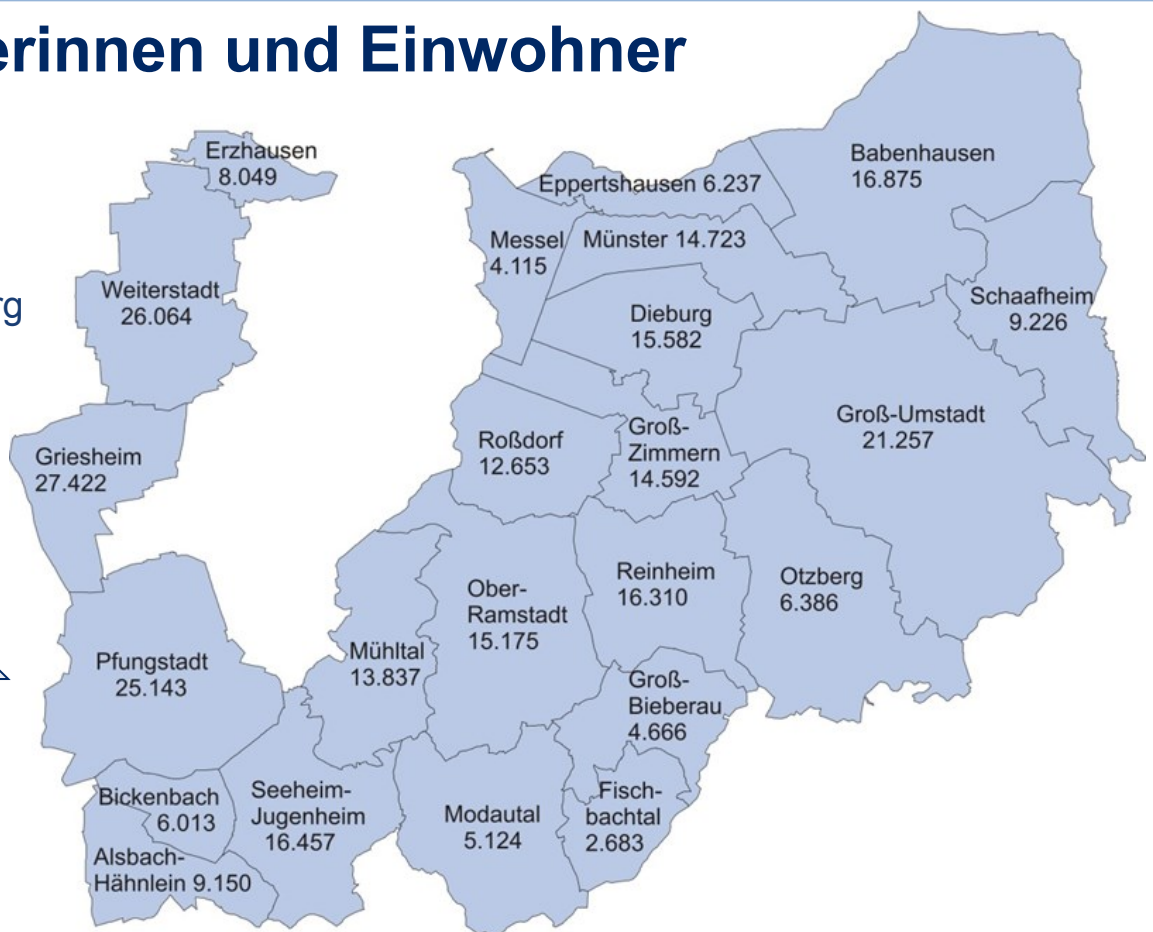 erinnen und Einwohner
Erzhausen
8.049
Babenhausen
16.875
Eppertshausen 6.237
Messel
4.115
Münster 14.723
Weiterstadt
26.064
rg
Schaafheim
9.226
Dieburg
15.582
Groß-Umstadt
21.257
Griesheim
27.422
Roßdorf
12.653
Groß-
Zimmern
14.592
Reinheim
16.310
Otzberg
6.386
Ober-
Ramstadt
15.175
Mühltal
13.837
Pfungstadt
25.143
Groß-
Bieberau
4.666
Bickenbach
6.013
Seeheim-
Jugenheim
16.457
Modautal
5.124
Fisch-
bachtal
2.683
Alsbach-
Hähnlein 9.150